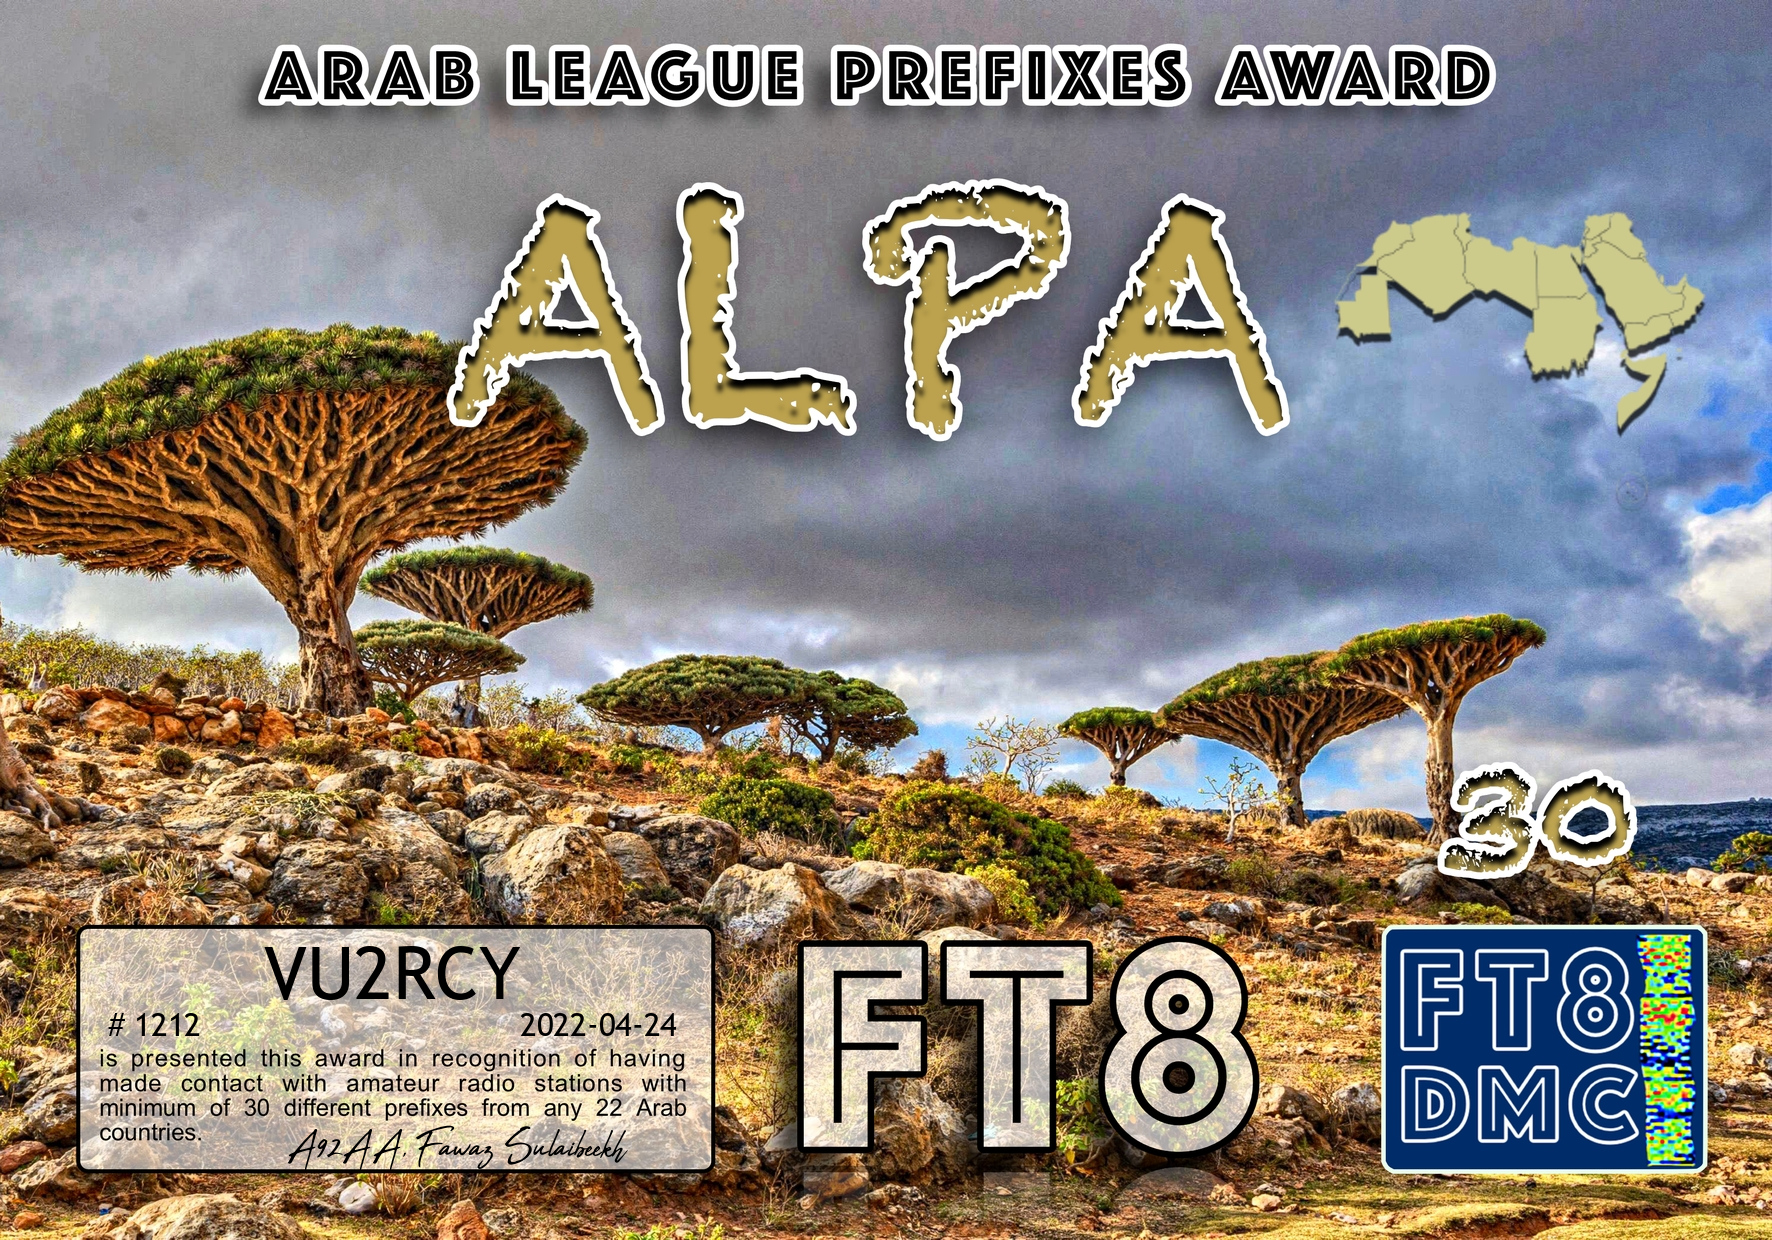 ARAB LEAGUE PREFIXES AWARD
ALPA
30
VU2RCY
# 1212 2022-04-24
is presented this award in recognition of having
made contact with amateur radio stations with
minimum of 30 different prefixes from any 22 Arab
countries.
A92AA, Fawaz Sulaibeekh
FT8
FT8
DMC